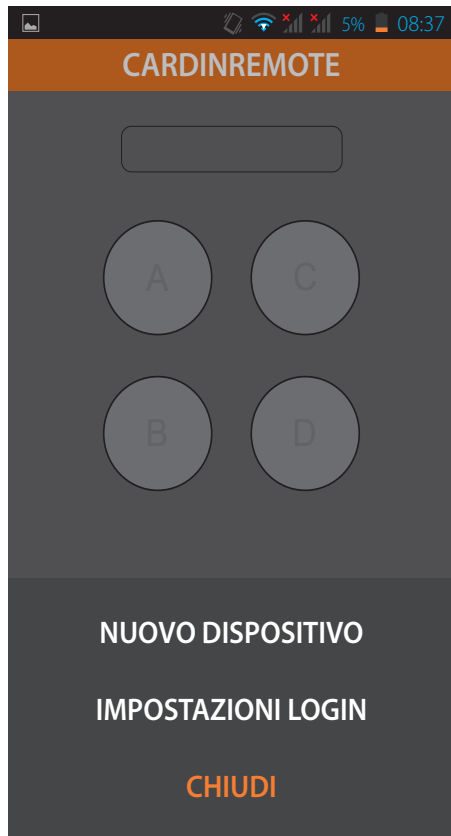 5% 08:37
CARDINREMOTE
A C
B D
NUOVO DISPOSITIVO
IMPOSTAZIONI LOGIN
CHIUDI